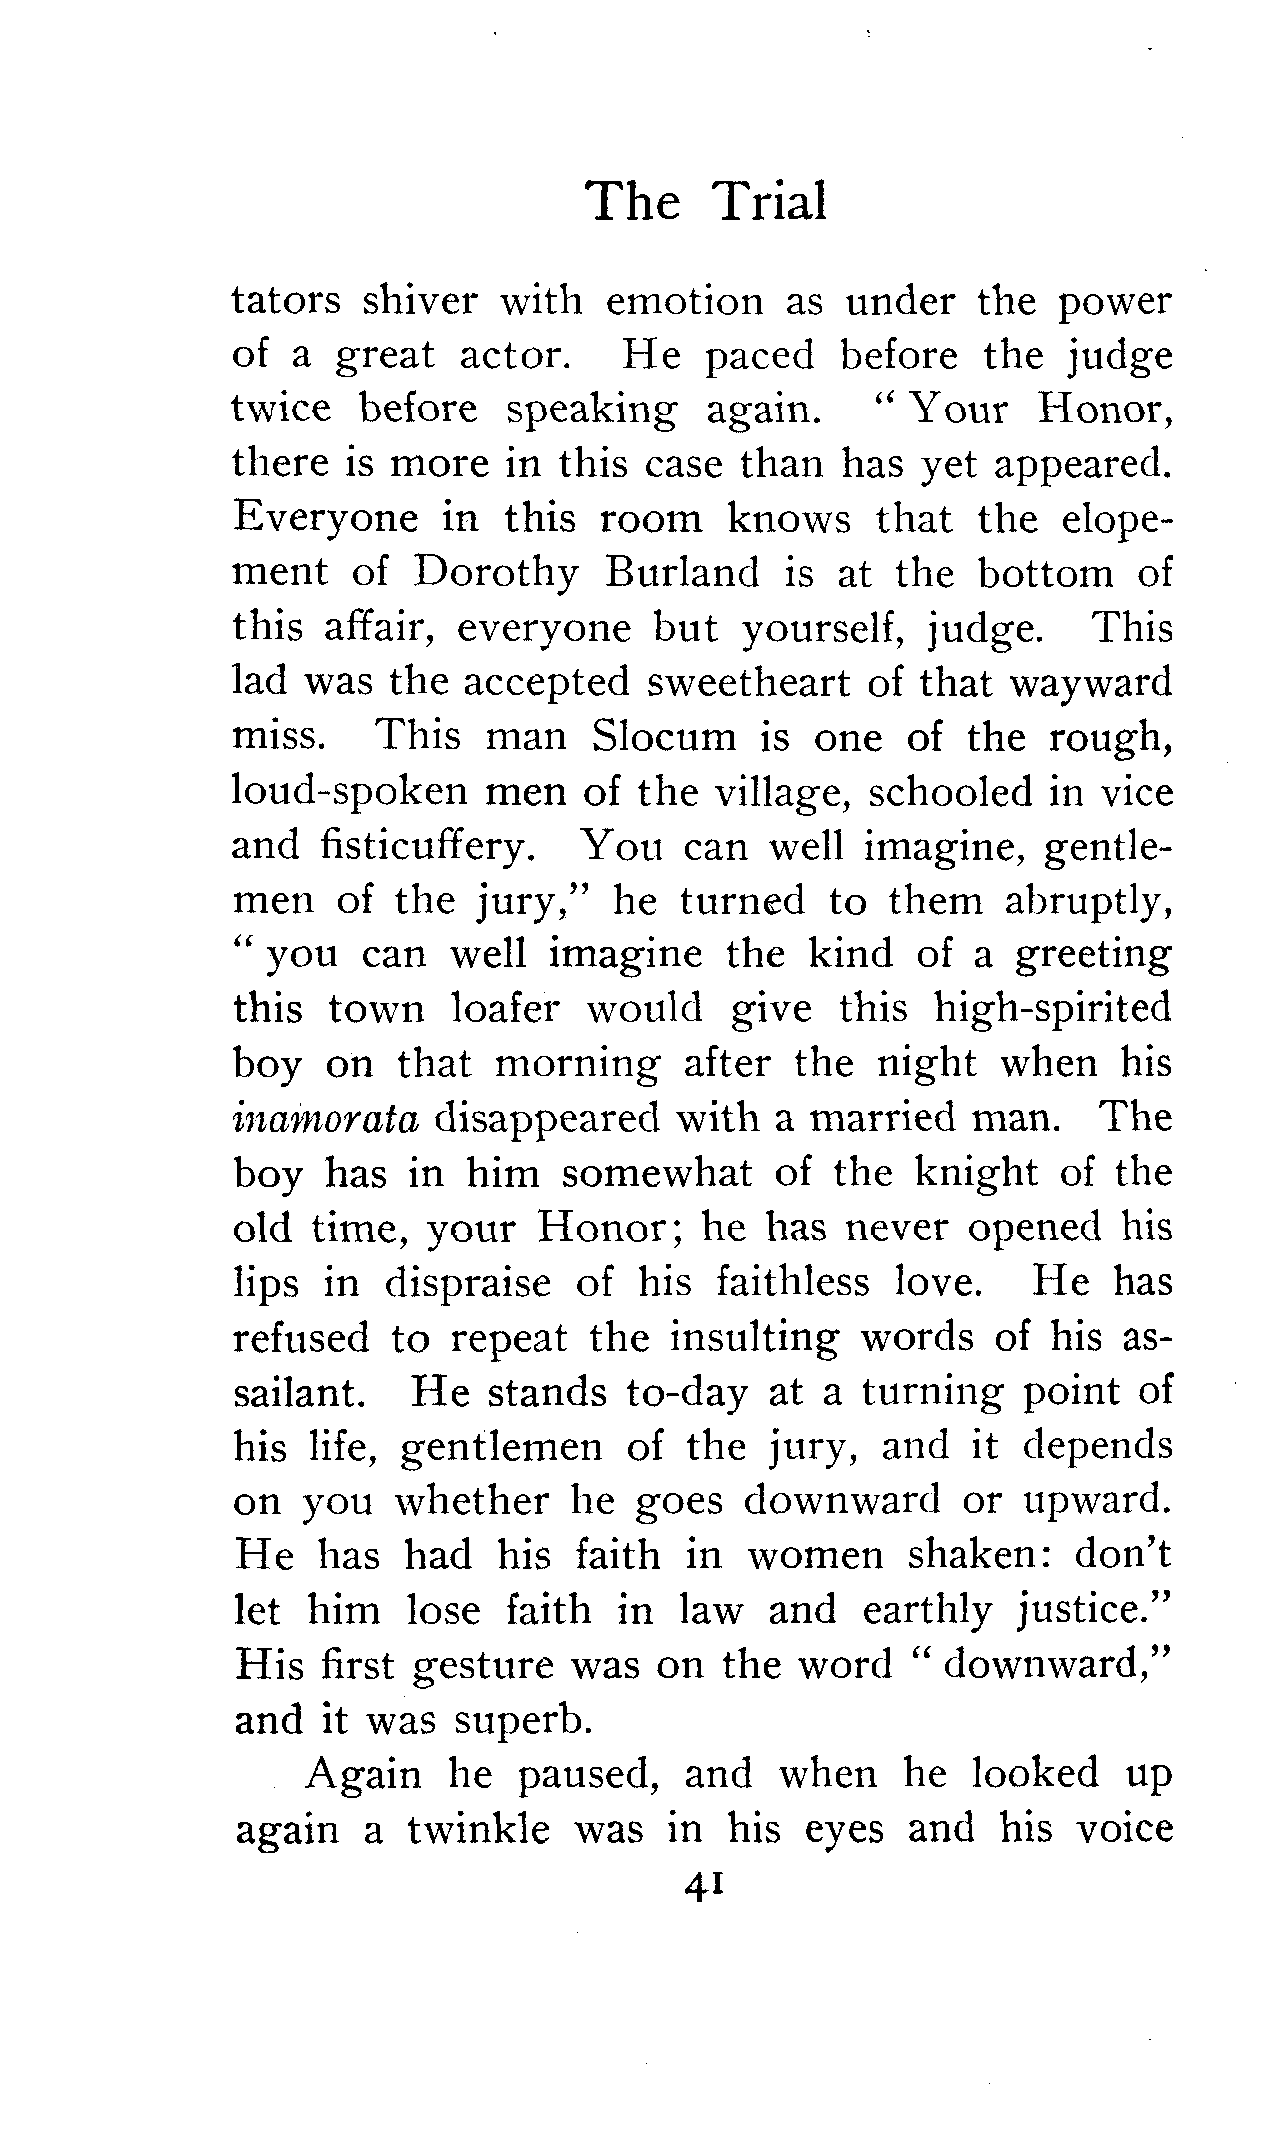 The Trial
tators shiver with emotion as under the power
of a great actor. He paced before the judge
twice before speaking again. " Your Honor,
there is more in this case than has yet appeared.
Everyone in this room knows that the elope-
ment of Dorothy Burland is at the bottom of
this affair, everyone but yourself, judge. This
lad was the accepted sweetheart of that wayward
miss. This man Slocum is one of the rough,
loud-spoken men of the village, schooled in vice
and fisticuffery. You can well imagine, gentle-
men of the jury," he turned to them abruptly,
" you can well imagine the kind of a greeting
this town loafer would give this high-spirited
boy on that morning after the night when his
inamorata disappeared with a married man. The
boy has in him somewhat of the knight of the
old time, your Honor; he has never opened his
lips in dispraise of his faithless love. He has
refused to repeat the insulting words of his as-
sailant. He stands to-day at a turning point of
his life, gentlemen of the jury, and it depends
on you whether he goes downward or upward.
He has had his faith in women shaken: don't
let him lose faith in law and earthly justice."
His first gesture was on the word " downward,"
and it was superb.
Again he paused, and when he looked up
again a twinkle was in his eyes and his voice
41